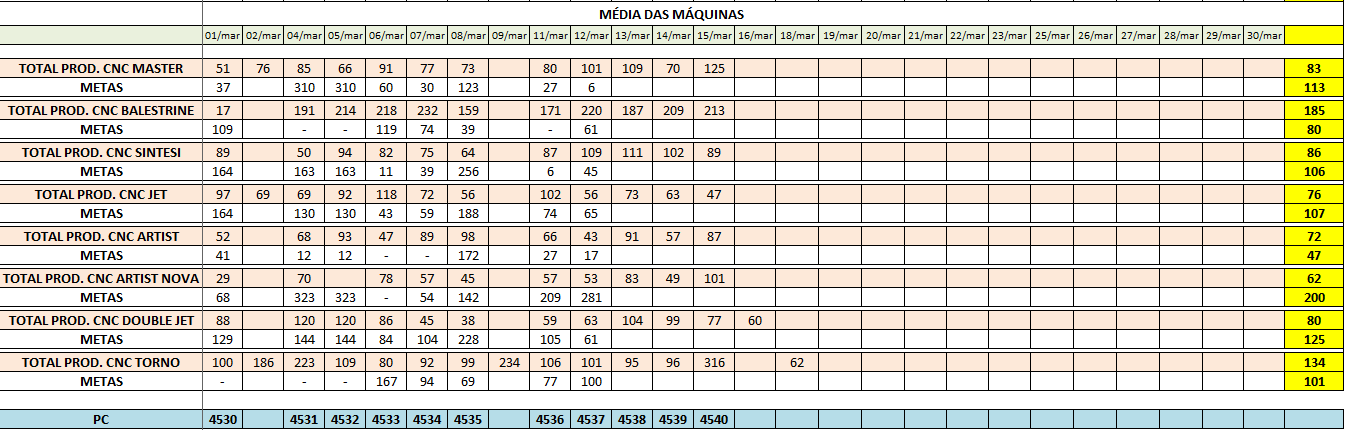 MÉDIA DAS MÁQUINAS
01/mar 02/mar 04/mar 05/mar 06/mar 07/mar 08/mar 09/mar 11/mar 12/mar 13/mar 14/mar 15/mar 16/mar 18/mar 19/mar 20/mar 21/mar 22/mar 23/mar 25/mar 26/mar 27/mar 28/mar 29/mar 30/mar
TOTAL PROD. CNC MASTER 51 76 85 66 91 77 73 80 101 109 70 125 83
METAS 37 310 310 60 30 123 27 6 113
TOTAL PROD. CNC BALESTRINE 17 191 214 218 232 159 171 220 187 209 213 185
METAS 109 - - 119 74 39 - 61 80
TOTAL PROD. CNC SINTESI 89 50 94 82 75 64 87 109 111 102 89 86
METAS 164 163 163 11 39 256 6 45 106
TOTAL PROD. CNC JET 97 69 69 92 118 72 56 102 56 73 63 47 76
METAS 164 130 130 43 59 188 74 65 107
TOTAL PROD. CNC ARTIST 52 68 93 47 89 98 66 43 91 57 87 72
METAS 41 12 12 - - 172 27 17 47
TOTAL PROD. CNC ARTIST NOVA 29 70 78 57 45 57 53 83 49 101 62
METAS 68 323 323 - 54 142 209 281 200
TOTAL PROD. CNC DOUBLE JET 88 120 120 86 45 38 59 63 104 99 77 60 80
METAS 129 144 144 84 104 228 105 61 125
TOTAL PROD. CNC TORNO 100 186 223 109 80 92 99 234 106 101 95 96 316 62 134
METAS - - - 167 94 69 77 100 101
PC 4530 4531 4532 4533 4534 4535 4536 4537 4538 4539 4540